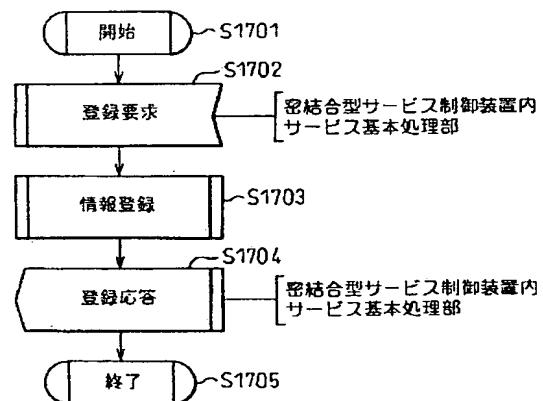 開始
S1701
S1702
登録要求
密結合型サービス制御装置内
サービス基本処理部
情報登録
S1703
S1704
登録応答
密結合型サービス制御装置内
サービス基本処理部
終了
S1705